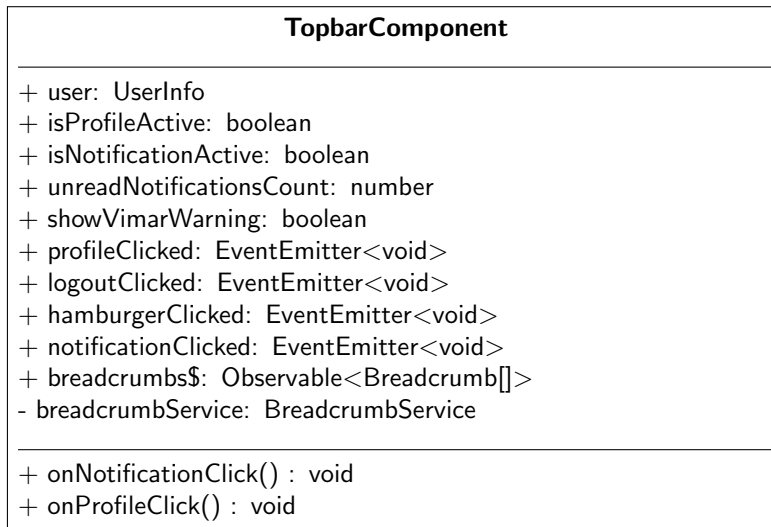 TopbarComponent
+ user: UserInfo
+ isProfileActive: boolean
+ isNotificationActive: boolean
+ unreadNotificationsCount: number
+ showVimarWarning: boolean
+ profileClicked: EventEmitter<void>
+ logoutClicked: EventEmitter<void>
+ hamburgerClicked: EventEmitter<void>
+ notificationClicked: EventEmitter<void>
+ breadcrumbs$: Observable<Breadcrumb[]>
- breadcrumbService: BreadcrumbService
+ onNotificationClick() : void
+ onProfileClick() : void